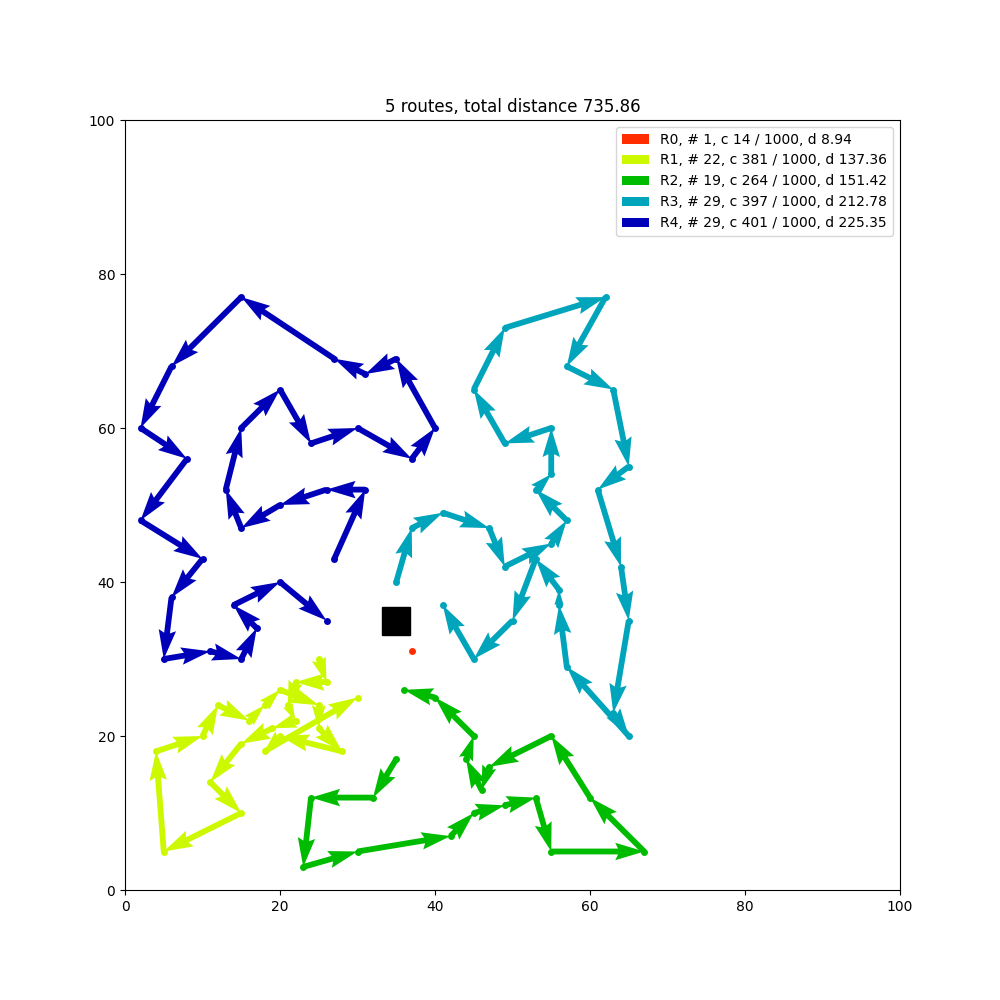 5 routes, total distance 735.86
R0, # 1, c 14 / 1000, d 8.94
R1, # 22, c 381 / 1000, d 137.36
R2, # 19, c 264 / 1000, d 151.42
R3, # 29, c 397 / 1000, d 212.78
R4, # 29, c 401 / 1000, d 225.35
100
80
60
40
20
0
0 20 40 60 80 100